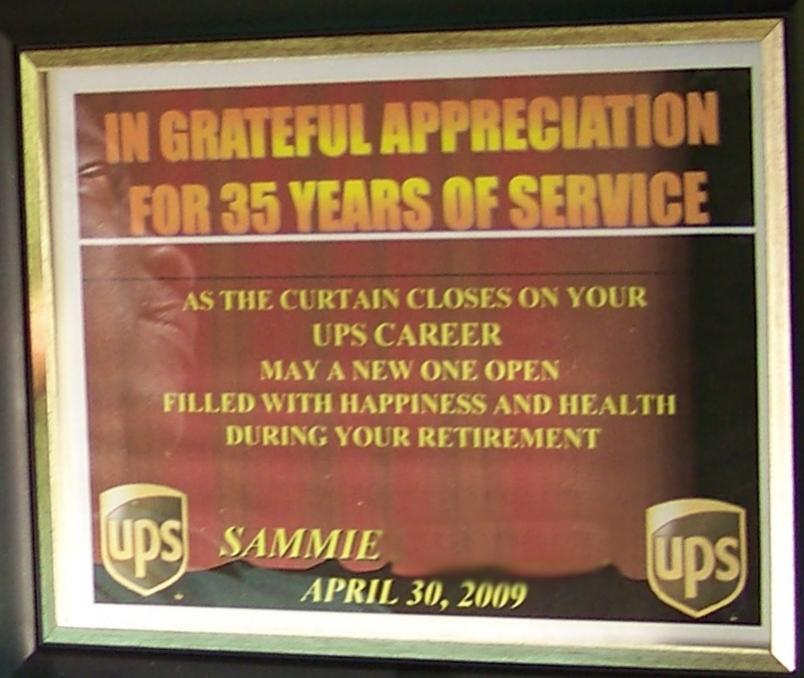 IN GRATEFUL APPRECIATION
FOR 35 YEARS OF SERVICE
AS THE CURTAIN CLOSES ON YOUR
UPS CAREER
MAY A NEW ONE OPEN
FILLED WITH HAPPINESS AND HEALTH
DURING YOUR RETIREMENT
ups SAMMIE ups
APRIL 30, 2009